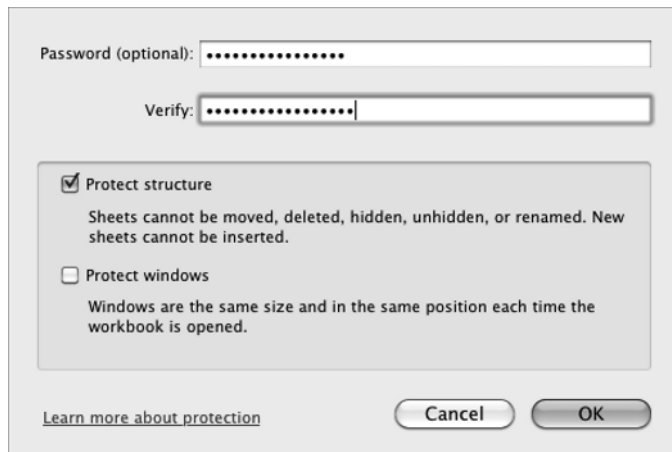 Password (optional): ••••••••••••••••
Verify: •••••••••••••••••
Protect structure
Sheets cannot be moved, deleted, hidden, unhidden, or renamed. New
sheets cannot be inserted.
Protect windows
Windows are the same size and in the same position each time the
workbook is opened.
Learn more about protection
Cancel
OK